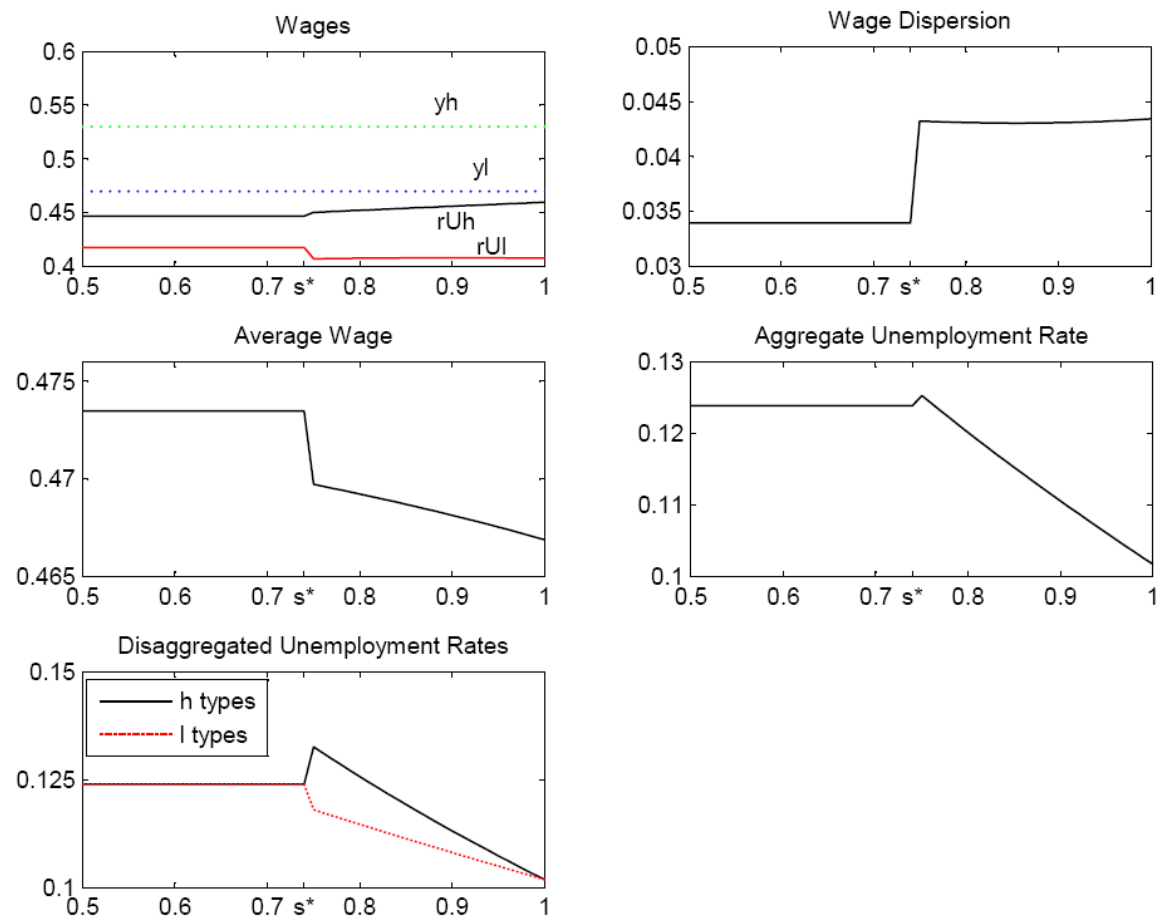 Wages
0.6
0.55
0.5
0.45
0.4
yh
yl
rUh
rUl
0.5 0.6 0.7 s* 0.8 0.9 1
Wage Dispersion
0.05
0.045
0.04
0.035
0.03
0.5 0.6 0.7 s* 0.8 0.9 1
Average Wage
0.475
0.47
0.465
0.5 0.6 0.7 s* 0.8 0.9 1
Aggregate Unemployment Rate
0.13
0.12
0.11
0.1
0.5 0.6 0.7 s* 0.8 0.9 1
Disaggregated Unemployment Rates
0.15
0.125
0.1
h types
l types
0.5 0.6 0.7 s* 0.8 0.9 1